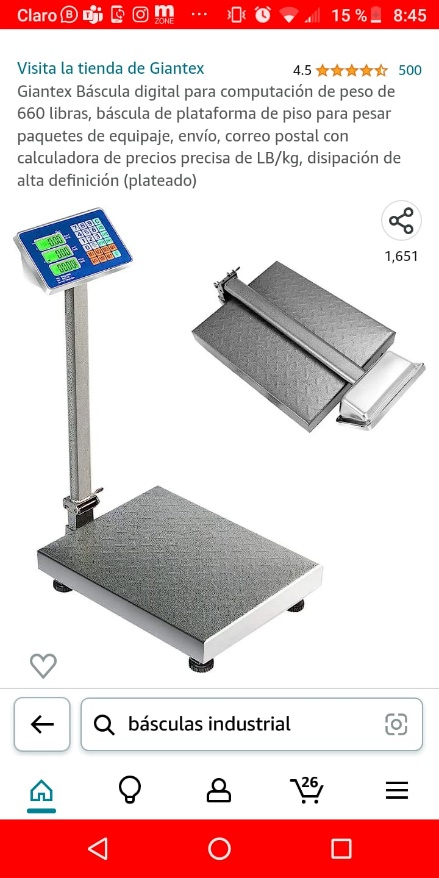 Claro
m
ZONE
15 %
8:45
Visita la tienda de Giantex
4.5
500
Giantex Báscula digital para computación de peso de
660 libras, báscula de plataforma de piso para pesar
paquetes de equipaje, envío, correo postal con
calculadora de precios precisa de LB/kg, disipación de
alta definición (plateado)
1,651
básculas industrial
26